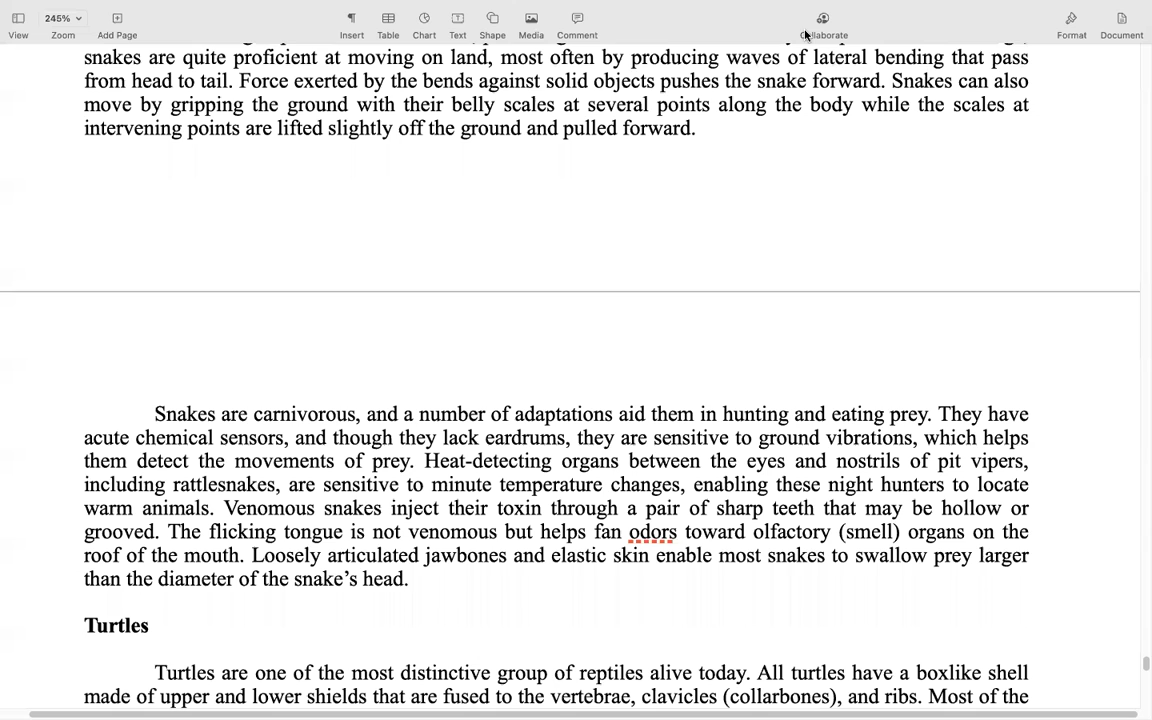 245%
View
Zoom
Add Page
Insert
Table
Chart
Text
Shape
Media
Comment
Collaborate
Format
Document
snakes are quite proficient at moving on land, most often by producing waves of lateral bending that pass
from head to tail. Force exerted by the bends against solid objects pushes the snake forward. Snakes can also
move by gripping the ground with their belly scales at several points along the body while the scales at
intervening points are lifted slightly off the ground and pulled forward.
Snakes are carnivorous, and a number of adaptations aid them in hunting and eating prey. They have
acute chemical sensors, and though they lack eardrums, they are sensitive to ground vibrations, which helps
them detect the movements of prey. Heat-detecting organs between the eyes and nostrils of pit vipers,
including rattlesnakes, are sensitive to minute temperature changes, enabling these night hunters to locate
warm animals. Venomous snakes inject their toxin through a pair of sharp teeth that may be hollow or
grooved. The flicking tongue is not venomous but helps fan odors toward olfactory (smell) organs on the
roof of the mouth. Loosely articulated jawbones and elastic skin enable most snakes to swallow prey larger
than the diameter of the snake’s head.
Turtles
Turtles are one of the most distinctive group of reptiles alive today. All turtles have a boxlike shell
made of upper and lower shields that are fused to the vertebrae, clavicles (collarbones), and ribs. Most of the